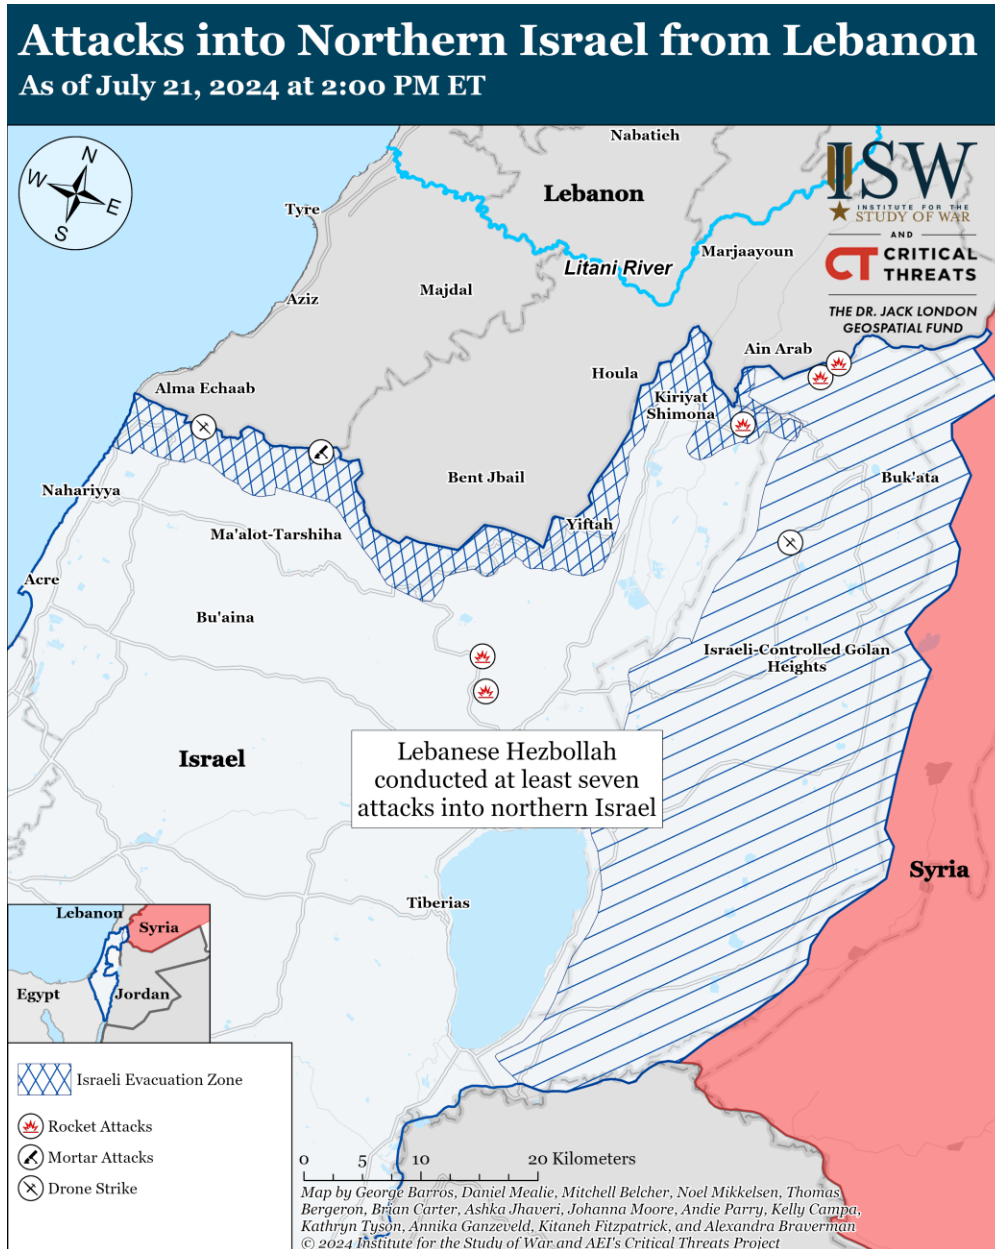 Attacks into Northern Israel from Lebanon
As of July 21, 2024 at 2:00 PM ET
N
W
E
S
ISW
INSTITUTE FOR THE
STUDY OF WAR
AND
CT CRITICAL
THREATS
THE DR. JACK LONDON
GEOSPATIAL FUND
Nabatieh
Lebanon
Tyre
Marjaayoun
Litani River
Majdal
Aziz
Ain Arab
Houla
Alma Echaab
Kiriyat
Shimona
Bent Jbail
Buk'ata
Nahariyya
Yiftah
Ma'alot-Tarshiha
Acre
Bu'aina
Israeli-Controlled Golan
Heights
Israel
Lebanese Hezbollah
conducted at least seven
attacks into northern Israel
Syria
Tiberias
Lebanon
Syria
Egypt
Jordan
Israeli Evacuation Zone
Rocket Attacks
Mortar Attacks
Drone Strike
0 5 10 20 Kilometers
Map by George Barros, Daniel Mealie, Mitchell Belcher, Noel Mikkelsen, Thomas
Bergeron, Brian Carter, Ashka Jhaveri, Johanna Moore, Andie Parry, Kelly Campa,
Kathryn Tyson, Annika Ganzeveld, Kitaneh Fitzpatrick, and Alexandra Braverman
© 2024 Institute for the Study of War and AEI's Critical Threats Project